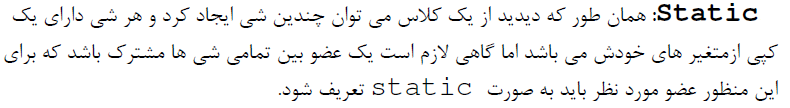 Static: همان طور که دیدید از یک کلاس می توان چندین شی ایجاد کرد و هر شی دارای یک
کپی ازمتغیر های خودش می باشد اما گاهی لازم است یک عضو بین تمامی شی ها مشترک باشد که برای
این منظور عضو مورد نظر باید به صورت static تعریف شود.